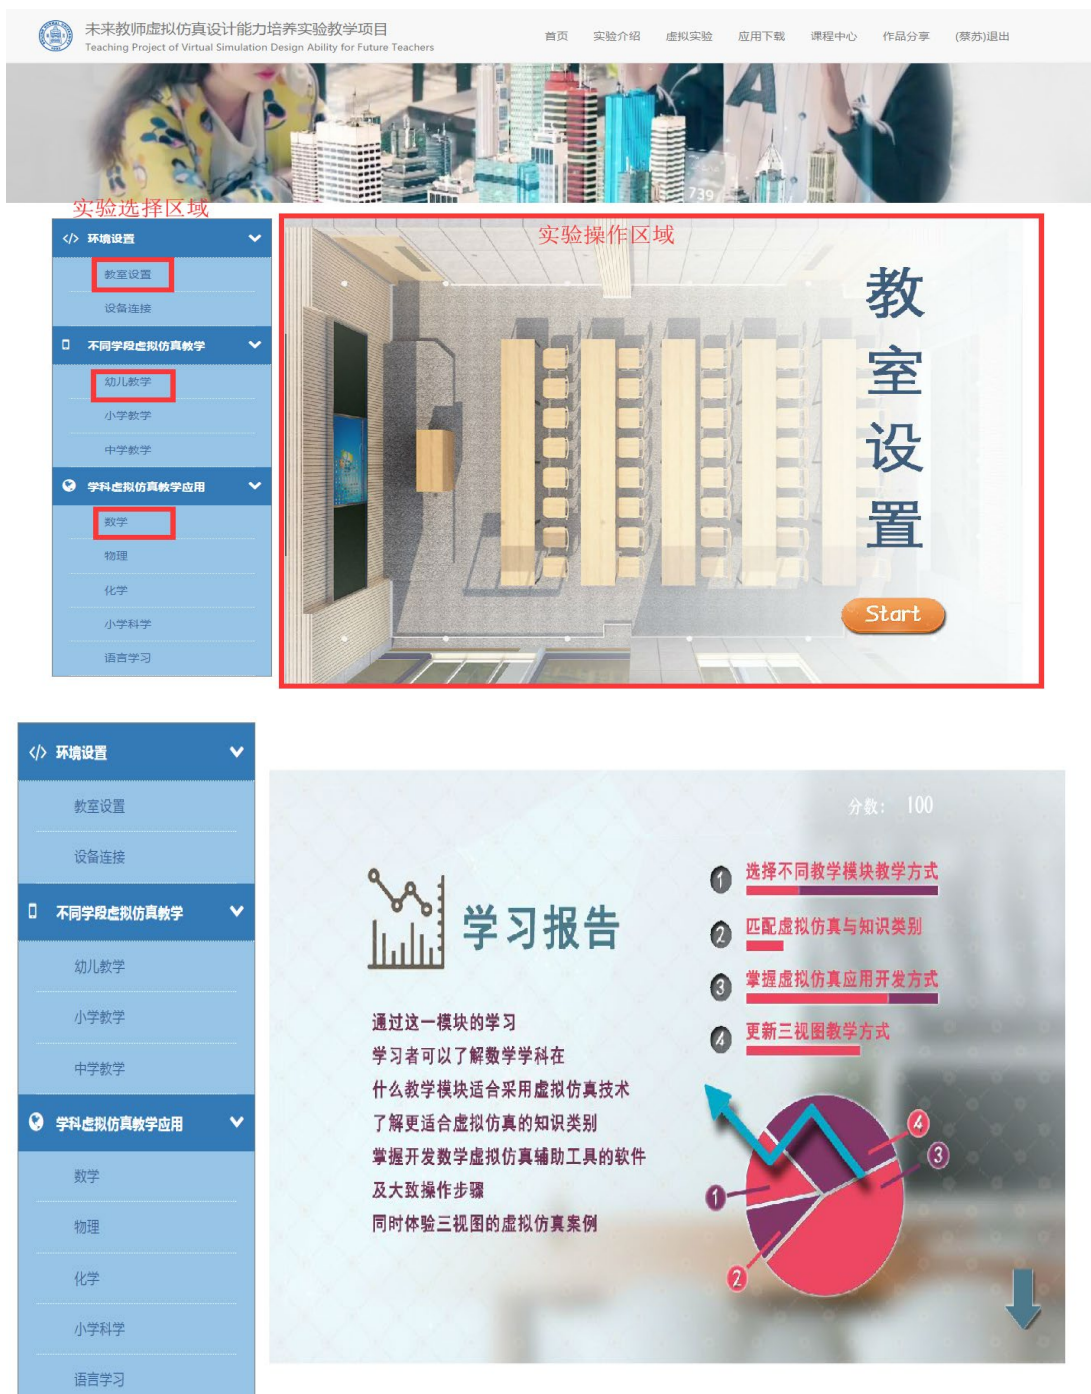 未来教师虚拟仿真设计能力培养实验教学项目
Teaching Project of Virtual Simulation Design Ability for Future Teachers
首页 实验介绍 虚拟实验 应用下载 课程中心 作品分享 (蔡苏)退出
739
实验选择区域
</> 环境设置
教室设置
设备连接
不同学段虚拟仿真教学
幼儿教学
小学教学
中学教学
学科虚拟仿真教学应用
数学
物理
化学
小学科学
语言学习
实验操作区域
教室设置
Start
</> 环境设置
教室设置
设备连接
不同学段虚拟仿真教学
幼儿教学
小学教学
中学教学
学科虚拟仿真教学应用
数学
物理
化学
小学科学
语言学习
分数： 100
学习报告
通过这一模块的学习
学习者可以了解数学学科在
什么教学模块适合采用虚拟仿真技术
了解更适合虚拟仿真的知识类别
掌握开发数学虚拟仿真辅助工具的软件
及大致操作步骤
同时体验三视图的虚拟仿真案例
1 选择不同教学模块教学方式
2 匹配虚拟仿真与知识类别
3 掌握虚拟仿真应用开发方式
4 更新三视图教学方式
4
3
1
2